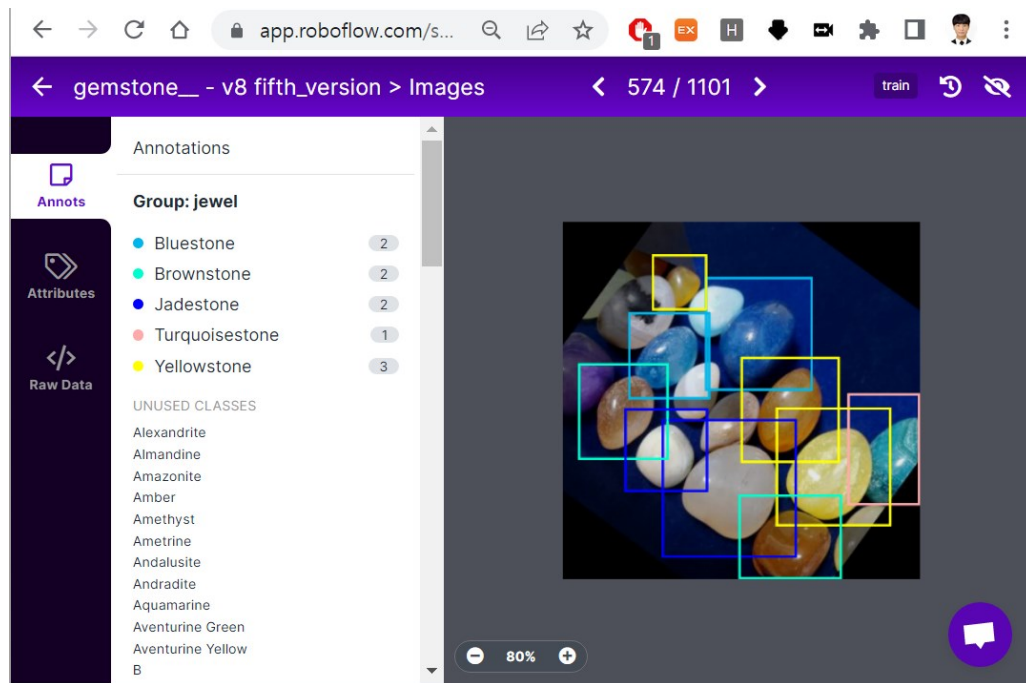 app.roboflow.com/s...
1
EX
H
gemstone__ - v8 fifth_version > Images
574 / 1101
train
Annots
Attributes
</>
Raw Data
Annotations
Group: jewel
Bluestone 2
Brownstone 2
Jadestone 2
Turquoisestone 1
Yellowstone 3
UNUSED CLASSES
Alexandrite
Almandine
Amazonite
Amber
Amethyst
Ametrine
Andalusite
Andradite
Aquamarine
Aventurine Green
Aventurine Yellow
B
80%